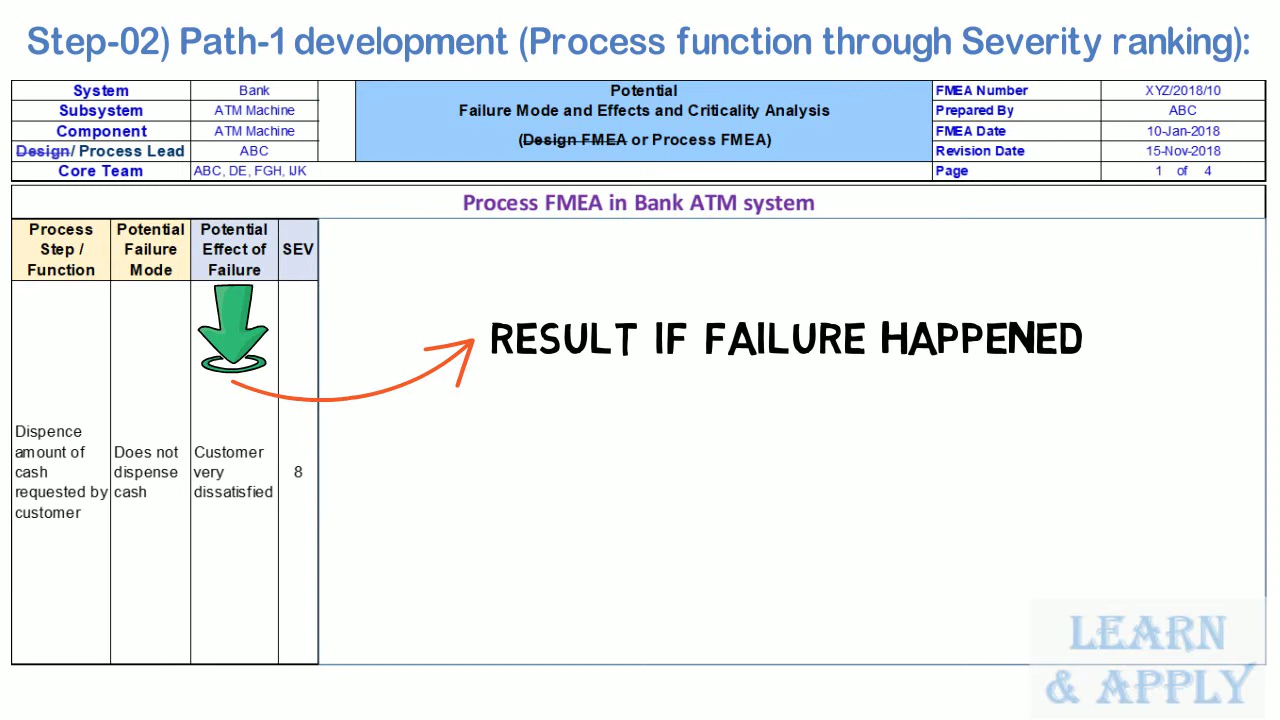 Step-02) Path-1 development (Process function through Severity ranking):
System
Bank
Subsystem
ATM Machine
Component
ATM Machine
Design/ Process Lead
ABC
Core Team
ABC, DE, FGH, IJK
Potential
Failure Mode and Effects and Criticality Analysis
(Design FMEA or Process FMEA)
FMEA Number
XYZ/2018/10
Prepared By
ABC
FMEA Date
10-Jan-2018
Revision Date
15-Nov-2018
Page
1 of 4
Process FMEA in Bank ATM system
Process
Step /
Function
Potential
Failure
Mode
Potential
Effect of
Failure
SEV
RESULT IF FAILURE HAPPENED
Dispence
amount of
cash
requested by
customer
Does not
dispense
cash
Customer
very
dissatisfied
8
LEARN
& APPLY